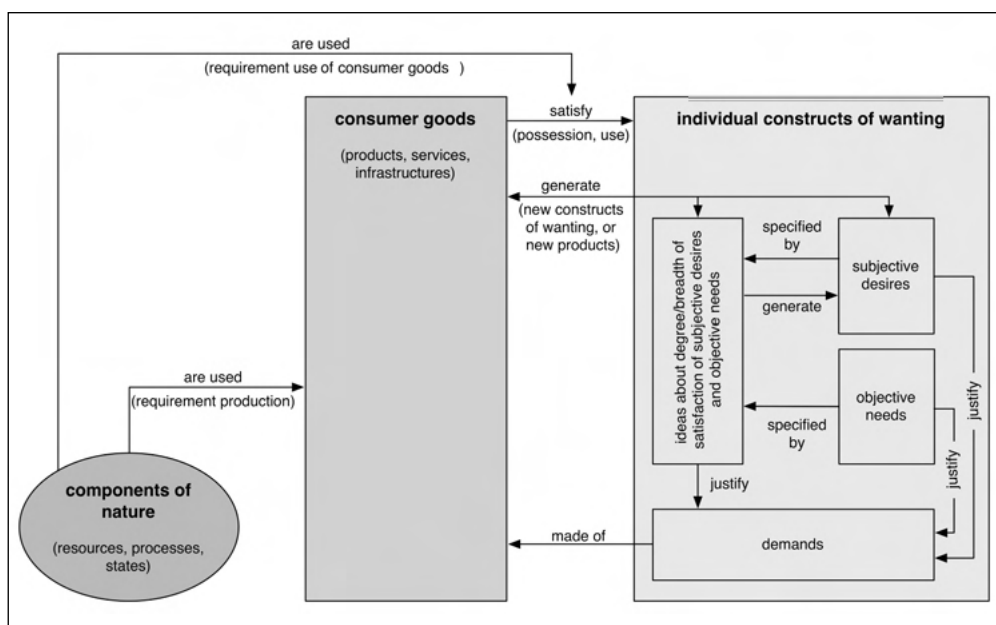 are used
(requirement use of consumer goods )
consumer goods
(products, services,
infrastructures)
satisfy
(possession, use)
individual constructs of wanting
generate
(new constructs
of wanting, or
new products)
ideas about degree/breadth of
satisfaction of subjective desires
and objective needs
specified
by
subjective
desires
generate
are used
(requirement production)
specified
by
objective
needs
justify
justify
justify
components of
nature
(resources, processes,
states)
made of
demands